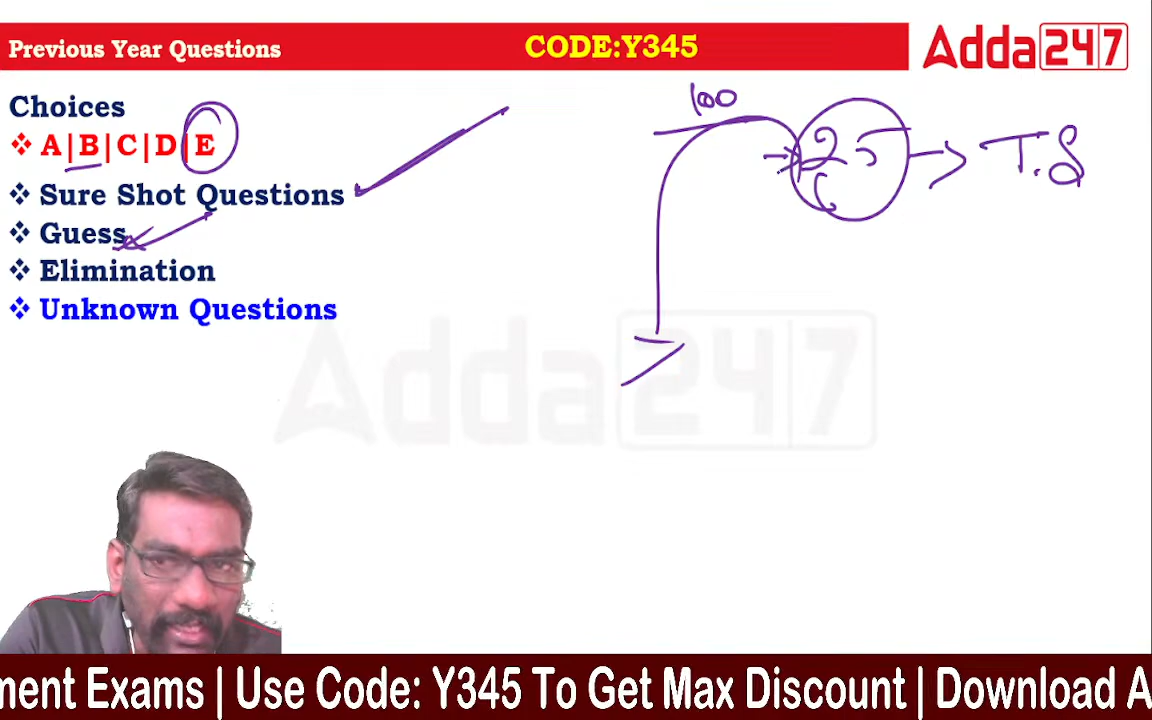 Previous Year Questions
CODE:Y345
Adda247
Choices
❖ A|B|C|D|E
❖ Sure Shot Questions
❖ Guess
❖ Elimination
❖ Unknown Questions
100
25
T.S
Adda247
ment Exams | Use Code: Y345 To Get Max Discount | Download A